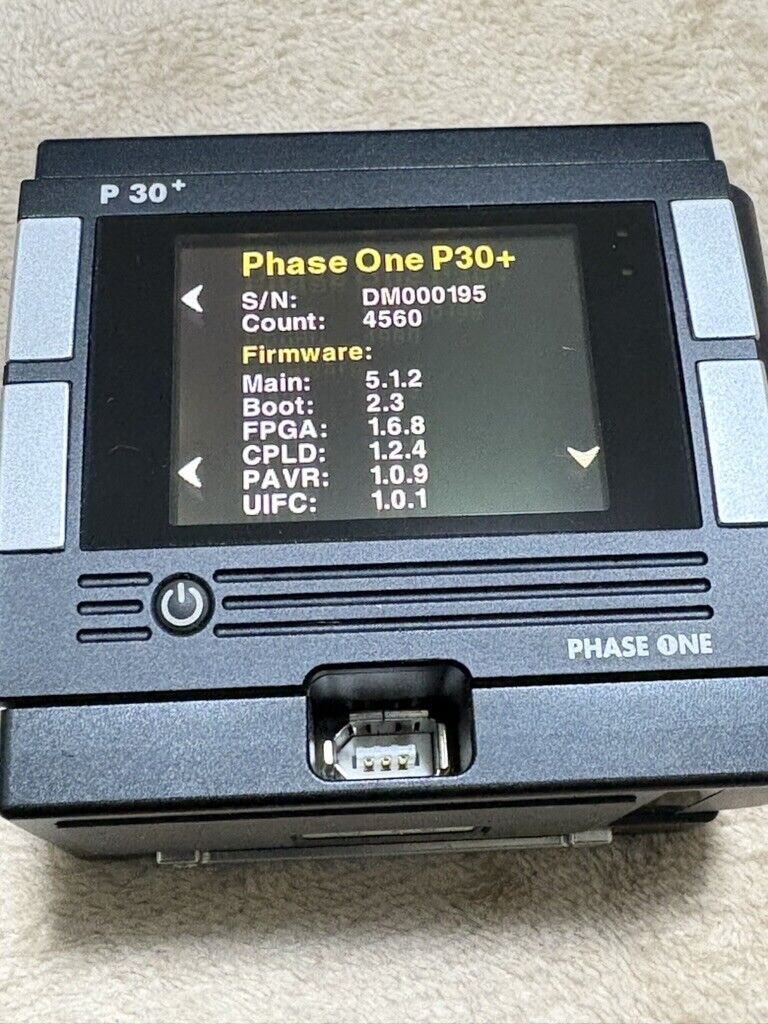 P 30+
Phase One P30+
S/N: DM000195
Count: 4560
Firmware:
Main: 5.1.2
Boot: 2.3
FPGA: 1.6.8
CPLD: 1.2.4
PAVR: 1.0.9
UIFC: 1.0.1
PHASE ONE